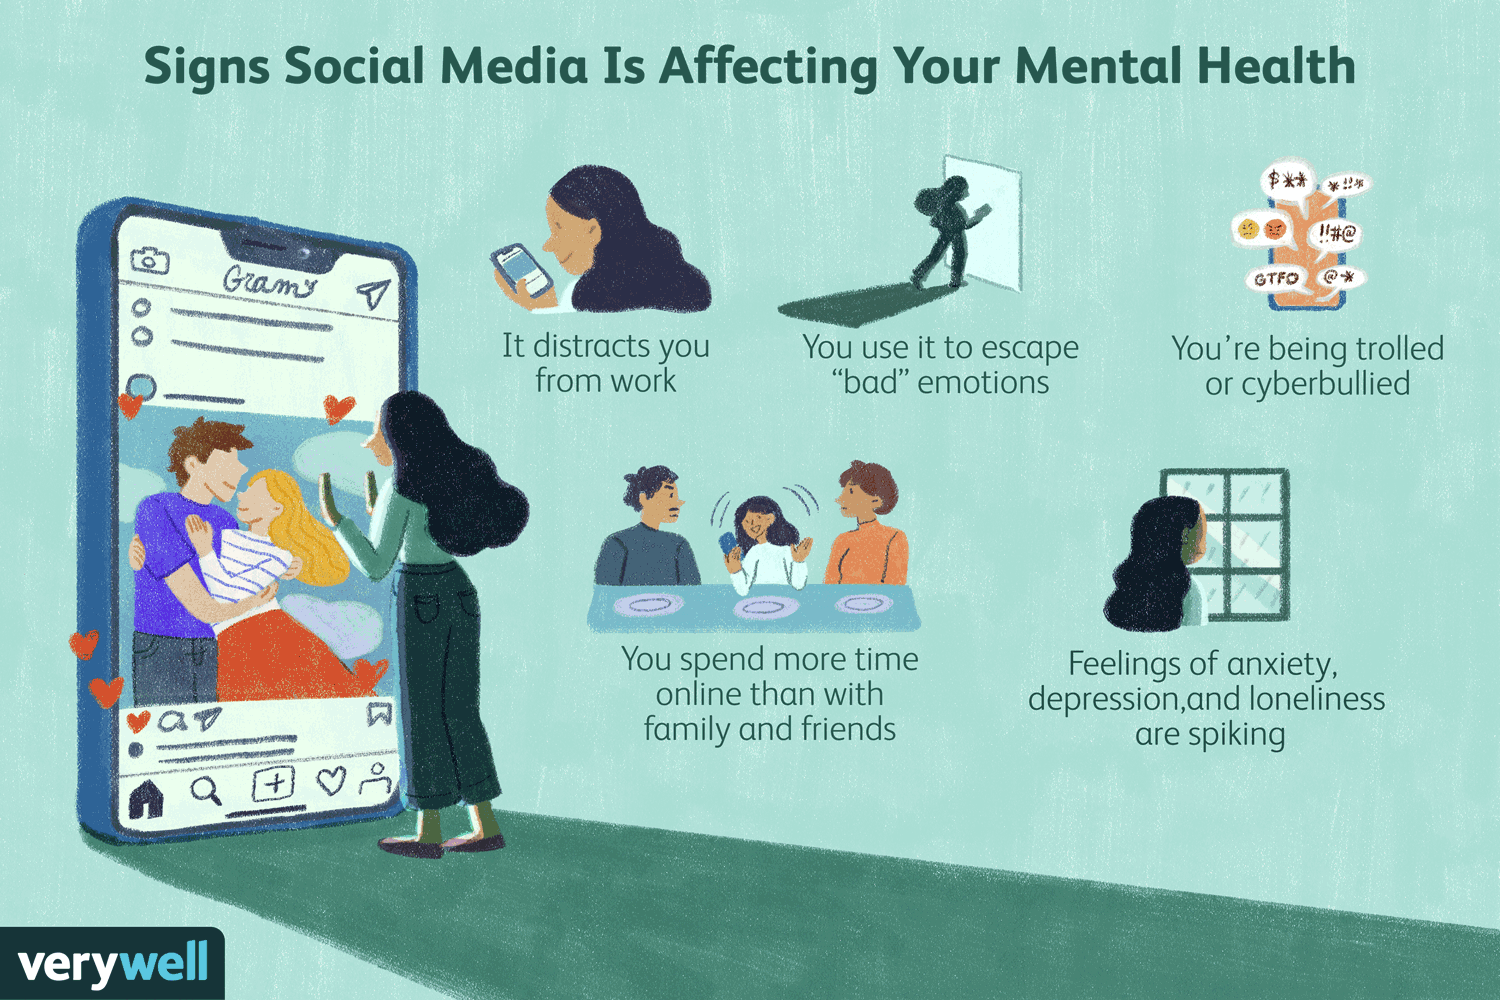 Signs Social Media Is Affecting Your Mental Health
Gram
It distracts you
from work
You use it to escape
“bad” emotions
$**
*!!*
!!#@
GTFO
@*
You’re being trolled
or cyberbullied
You spend more time
online than with
family and friends
Feelings of anxiety,
depression,and loneliness
are spiking
verywell